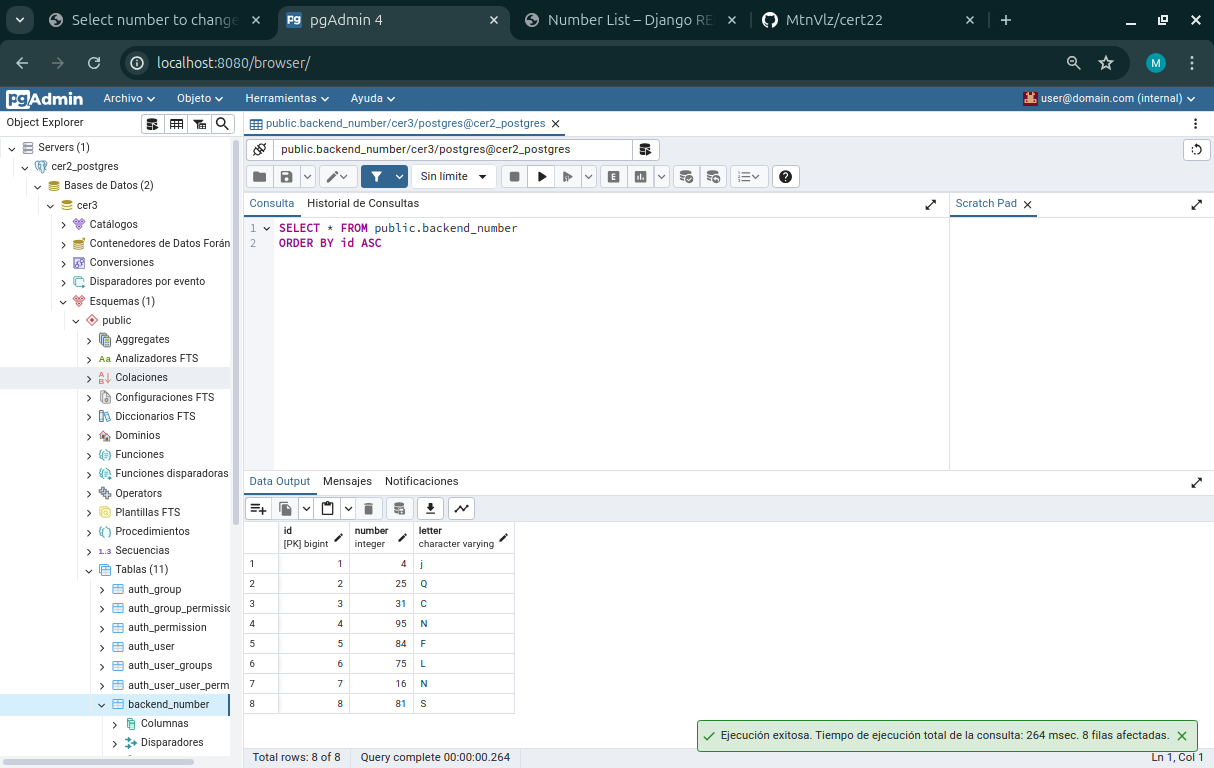 Select number to change
pgAdmin 4
Number List – Django RE
MtnVlz/cert22
localhost:8080/browser/
M
pgAdmin
Archivo
Objeto
Herramientas
Ayuda
user@domain.com (internal)
Object Explorer
Servers (1)
cer2_postgres
Bases de Datos (2)
cer3
Catálogos
Contenedores de Datos Forán
Conversiones
Disparadores por evento
Esquemas (1)
public
Aggregates
Aa Analizadores FTS
Colaciones
Configuraciones FTS
Diccionarios FTS
Dominios
Funciones
Funciones disparadoras
Operators
Plantillas FTS
Procedimientos
1..3 Secuencias
Tablas (11)
auth_group
auth_group_permissio
auth_permission
auth_user
auth_user_groups
auth_user_user_perm
backend_number
Columnas
Disparadores
public.backend_number/cer3/postgres@cer2_postgres
public.backend_number/cer3/postgres@cer2_postgres
Sin límite
E
Consulta Historial de Consultas
Scratch Pad
1 SELECT * FROM public.backend_number
2 ORDER BY id ASC
Data Output Mensajes Notificaciones
id number letter
[PK] bigint integer character varying
1 1 4 j
2 2 25 Q
3 3 31 C
4 4 95 N
5 5 84 F
6 6 75 L
7 7 16 N
8 8 81 S
Ejecución exitosa. Tiempo de ejecución total de la consulta: 264 msec. 8 filas afectadas.
Total rows: 8 of 8 Query complete 00:00:00.264 Ln 1, Col 1